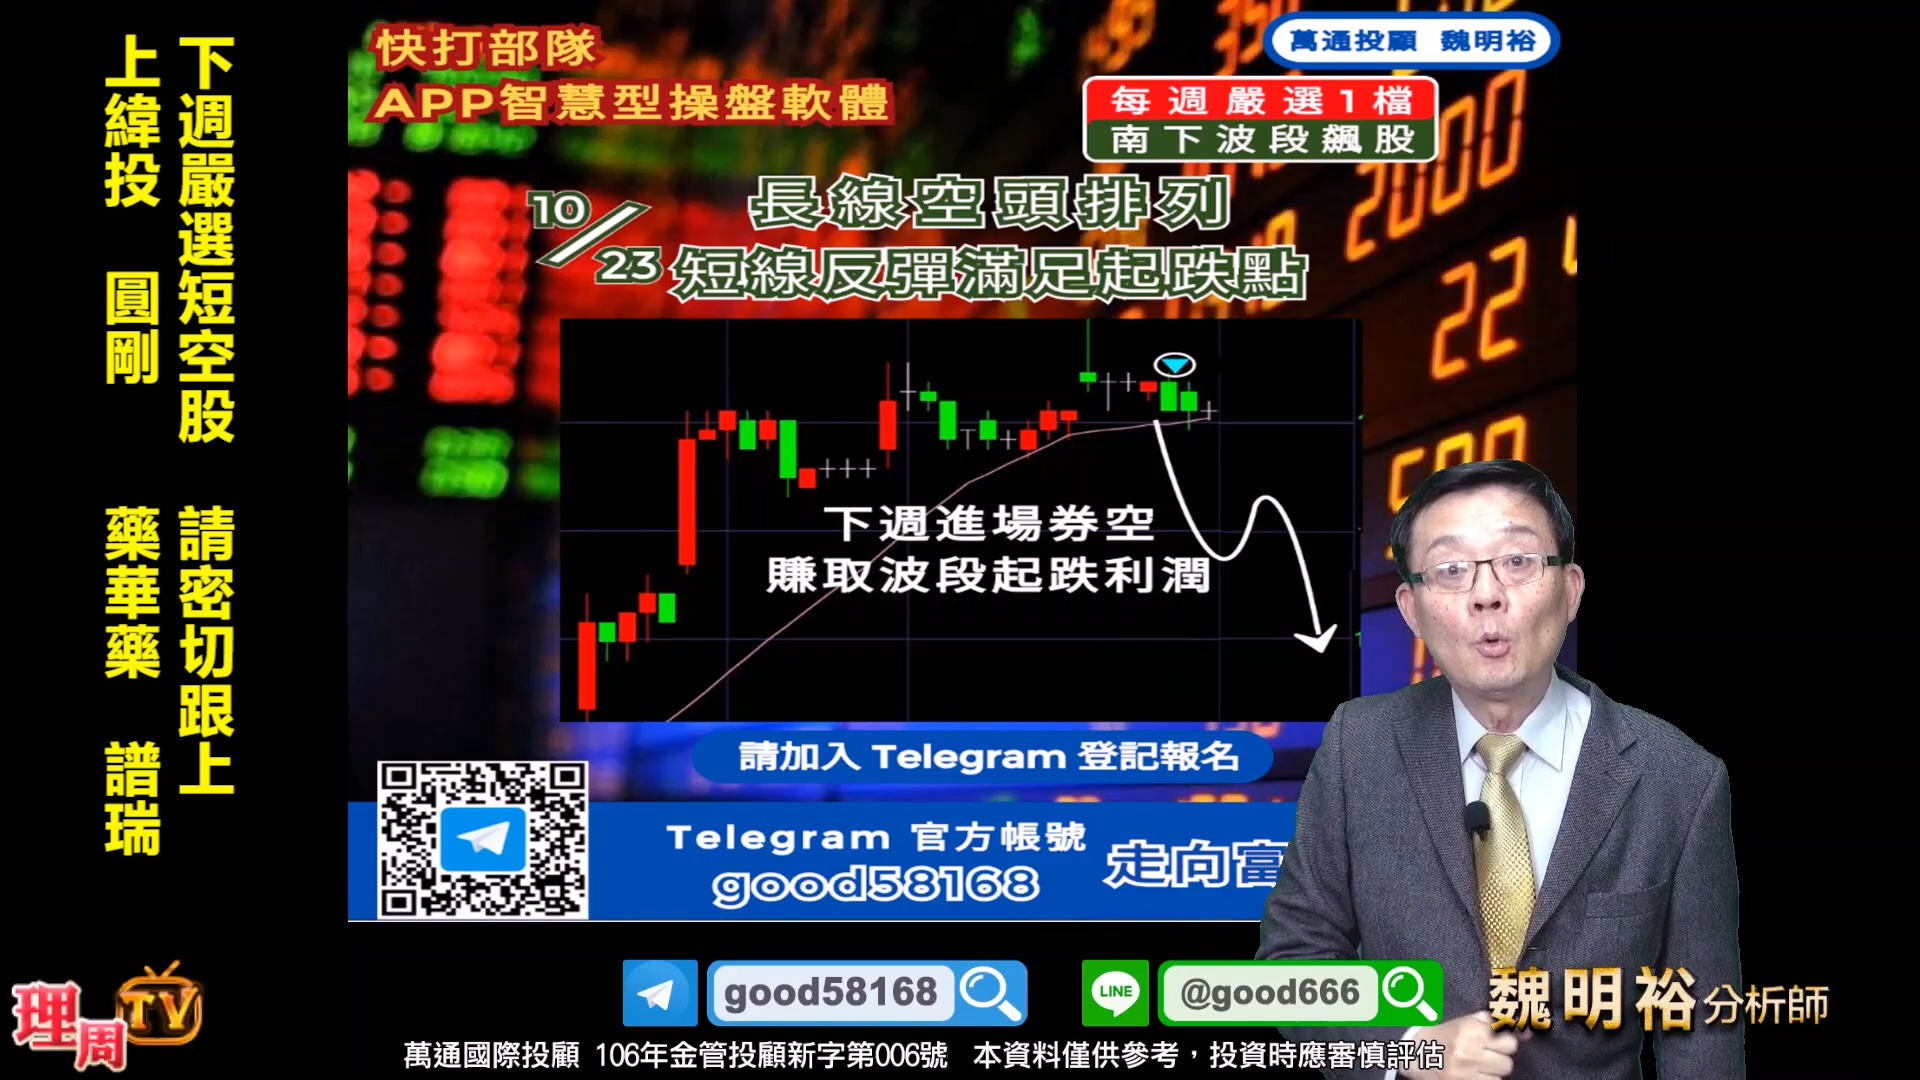 下週嚴選短空股 請密切跟上
上緯投 圓剛 藥華藥 譜瑞
快打部隊
APP智慧型操盤軟體
萬通投顧 魏明裕
每週嚴選1檔
南下波段飆股
10/23
長線空頭排列
短線反彈滿足起跌點
下週進場券空
賺取波段起跌利潤
請加入 Telegram 登記報名
Telegram 官方帳號
good58168
走向富
good58168
LINE
@good666
魏明裕分析師
理周TV
萬通國際投顧 106年金管投顧新字第006號 本資料僅供參考，投資時應審慎評估